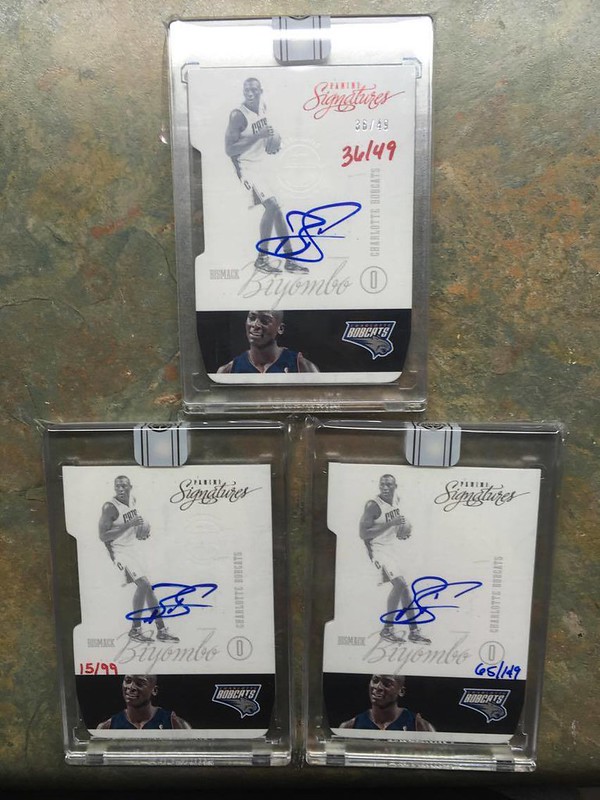 PANINI
Signatures
36/49
36/49
CHARLOTTE BOBCATS
BISMACK
Biyombo 0
CHARLOTTE
BOBCATS
PANINI
Signatures
CHARLOTTE BOBCATS
BISMACK
Biyombo 0
15/99
BOBCATS
PANINI
Signatures
CHARLOTTE BOBCATS
BISMACK
Biyombo 0
65/149
BOBCATS